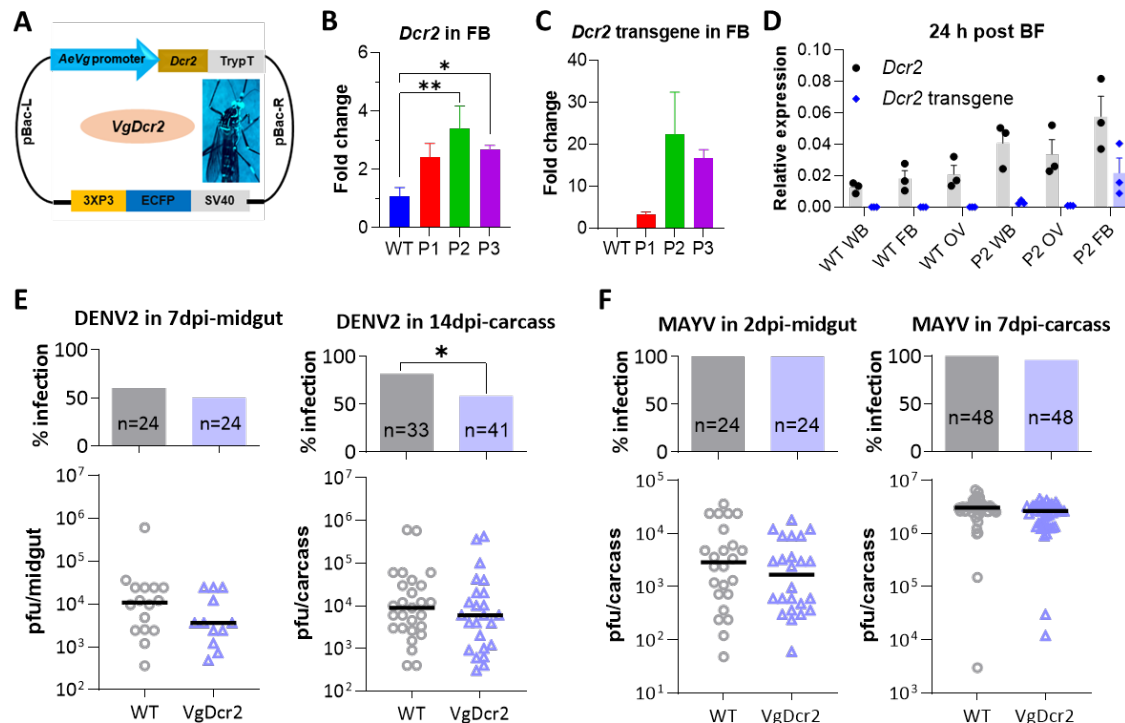 A
AeVg promoter
Dcr2
TrypT
pBac-L
VgDcr2
pBac-R
3XP3
ECFP
SV40
B
Dcr2 in FB
Fold change
6
4
2
0
*
**
WT P1 P2 P3
C
Dcr2 transgene in FB
Fold change
40
30
20
10
0
WT P1 P2 P3
D
24 h post BF
Relative expression
0.10
0.08
0.06
0.04
0.02
0.00
Dcr2
Dcr2 transgene
WT WB
WT FB
WT OV
P2 WB
P2 OV
P2 FB
E
DENV2 in 7dpi-midgut
% infection
100
50
0
n=24
n=24
pfu/midgut
10^7
10^6
10^5
10^4
10^3
10^2
WT
VgDcr2
DENV2 in 14dpi-carcass
% infection
100
50
0
*
n=33
n=41
pfu/carcass
10^7
10^6
10^5
10^4
10^3
10^2
WT
VgDcr2
F
MAYV in 2dpi-midgut
% infection
100
50
0
n=24
n=24
pfu/carcass
10^5
10^4
10^3
10^2
10^1
WT
VgDcr2
MAYV in 7dpi-carcass
% infection
100
50
0
n=48
n=48
pfu/carcass
10^7
10^6
10^5
10^4
10^3
WT
VgDcr2